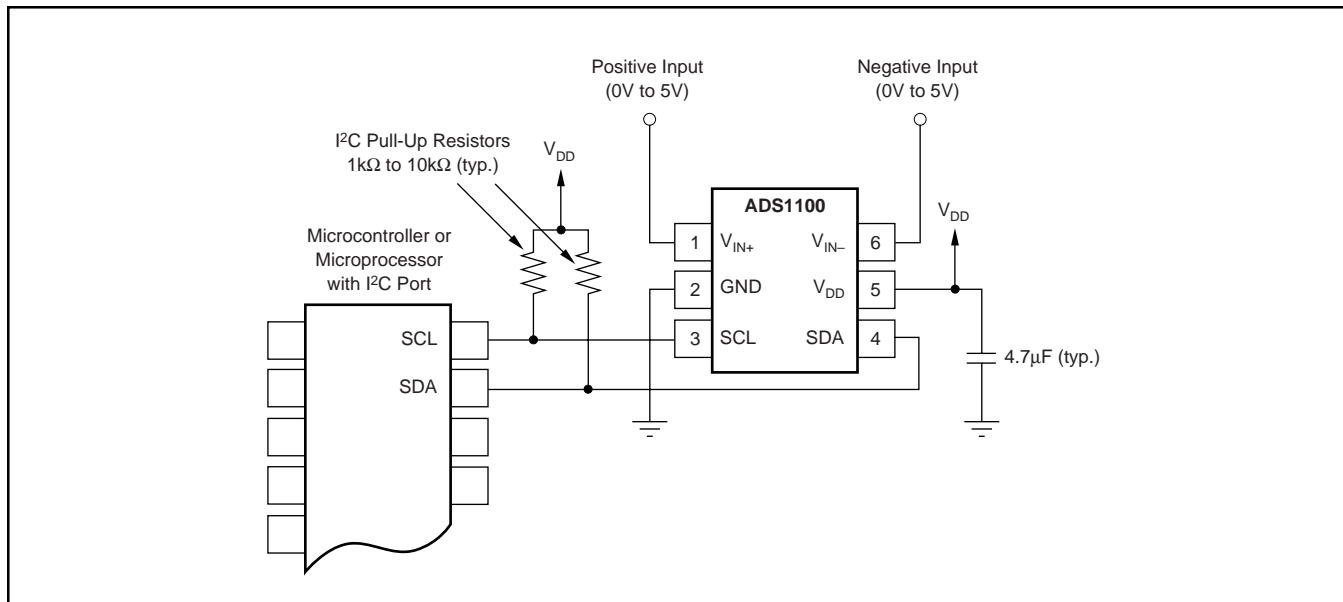 Positive Input
(0V to 5V)
Negative Input
(0V to 5V)
I²C Pull-Up Resistors
1kΩ to 10kΩ (typ.)
V_DD
Microcontroller or
Microprocessor
with I²C Port
SCL
SDA
ADS1100
1 V_IN+ V_IN– 6
2 GND V_DD 5
3 SCL SDA 4
V_DD
4.7µF (typ.)